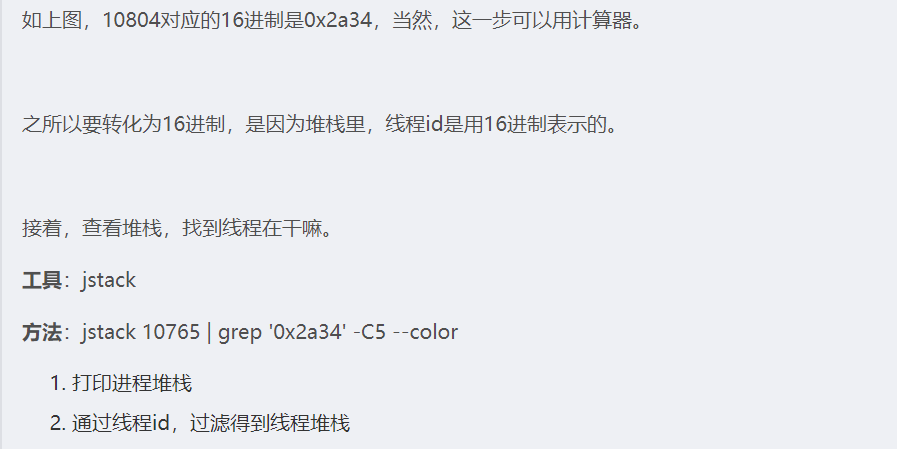 如上图，10804对应的16进制是0x2a34，当然，这一步可以用计算器。
之所以要转化为16进制，是因为堆栈里，线程id是用16进制表示的。
接着，查看堆栈，找到线程在干嘛。
工具：jstack
方法：jstack 10765 | grep '0x2a34' -C5 --color
1. 打印进程堆栈
2. 通过线程id，过滤得到线程堆栈